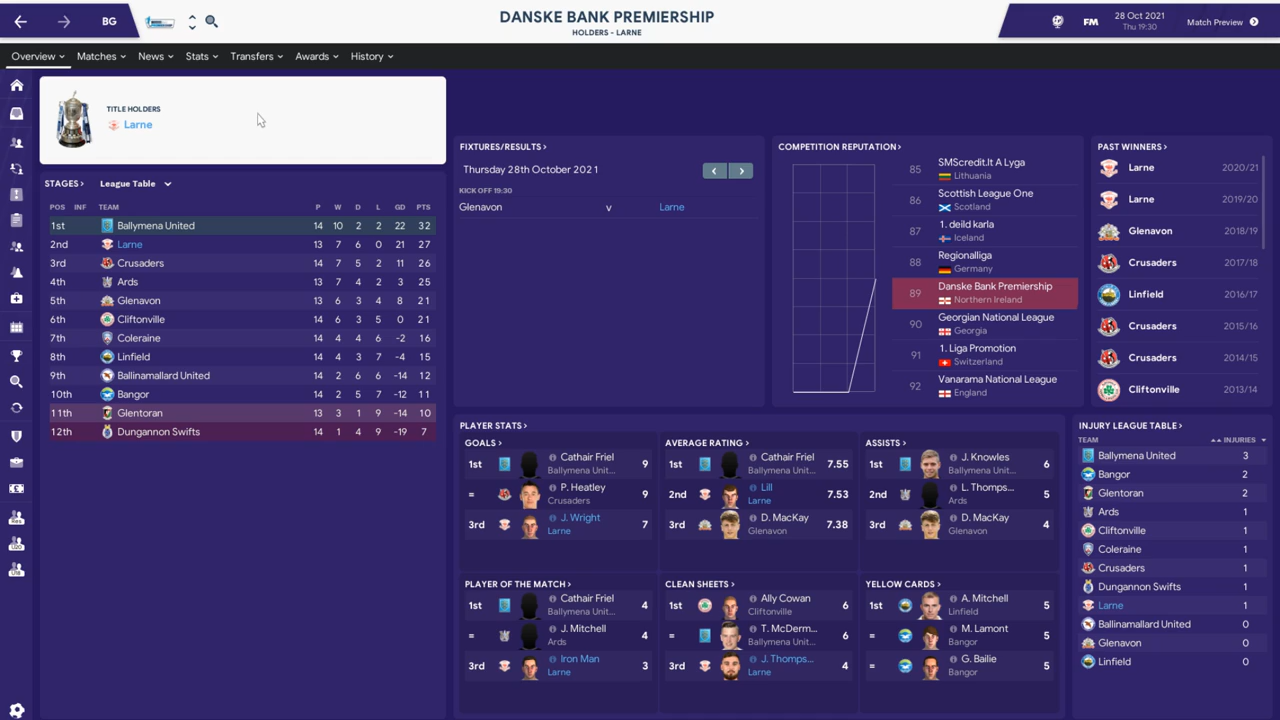 BG
DANSKE BANK PREMIERSHIP
HOLDERS - LARNE
FM
28 Oct 2021
Thu 19:30
Match Preview
Overview Matches News Stats Transfers Awards History
TITLE HOLDERS
Larne
STAGES> League Table
POS INF TEAM P W D L GD PTS
1st Ballymena United 14 10 2 2 22 32
2nd Larne 13 7 6 0 21 27
3rd Crusaders 14 7 5 2 11 26
4th Ards 13 7 4 2 3 25
5th Glenavon 13 6 3 4 8 21
6th Cliftonville 14 6 3 5 0 21
7th Coleraine 14 4 4 6 -2 16
8th Linfield 14 4 3 7 -4 15
9th Ballinamallard United 14 2 6 6 -14 12
10th Bangor 14 2 5 7 -12 11
11th Glentoran 13 3 1 9 -14 10
12th Dungannon Swifts 14 1 4 9 -19 7
FIXTURES/RESULTS>
Thursday 28th October 2021
KICK OFF 19:30
Glenavon v Larne
COMPETITION REPUTATION>
85 SMScredit.lt A Lyga
Lithuania
86 Scottish League One
Scotland
87 1. deild karla
Iceland
88 Regionalliga
Germany
89 Danske Bank Premiership
Northern Ireland
90 Georgian National League
Georgia
91 1. Liga Promotion
Switzerland
92 Vanarama National League
England
PAST WINNERS>
Larne 2020/21
Larne 2019/20
Glenavon 2018/19
Crusaders 2017/18
Linfield 2016/17
Crusaders 2015/16
Crusaders 2014/15
Cliftonville 2013/14
PLAYER STATS>
GOALS>
1st Cathair Friel 9
Ballymena Unit...
= P. Heatley 9
Crusaders
3rd J. Wright 7
Larne
AVERAGE RATING>
1st Cathair Friel 7.55
Ballymena Unit...
2nd Lill 7.53
Larne
3rd D. MacKay 7.38
Glenavon
ASSISTS>
1st J. Knowles 6
Ballymena Unit...
2nd L. Thomps... 5
Ards
3rd D. MacKay 4
Glenavon
PLAYER OF THE MATCH>
1st Cathair Friel 4
Ballymena Unit...
= J. Mitchell 4
Ards
3rd Iron Man 3
Larne
CLEAN SHEETS>
1st Ally Cowan 6
Cliftonville
= T. McDerm... 6
Ballymena Unit...
3rd J. Thomps... 4
Larne
YELLOW CARDS>
1st A. Mitchell 5
Linfield
= M. Lamont 5
Bangor
= G. Bailie 5
Bangor
INJURY LEAGUE TABLE>
TEAM INJURIES
Ballymena United 3
Bangor 2
Glentoran 2
Ards 1
Cliftonville 1
Coleraine 1
Crusaders 1
Dungannon Swifts 1
Larne 1
Ballinamallard United 0
Glenavon 0
Linfield 0